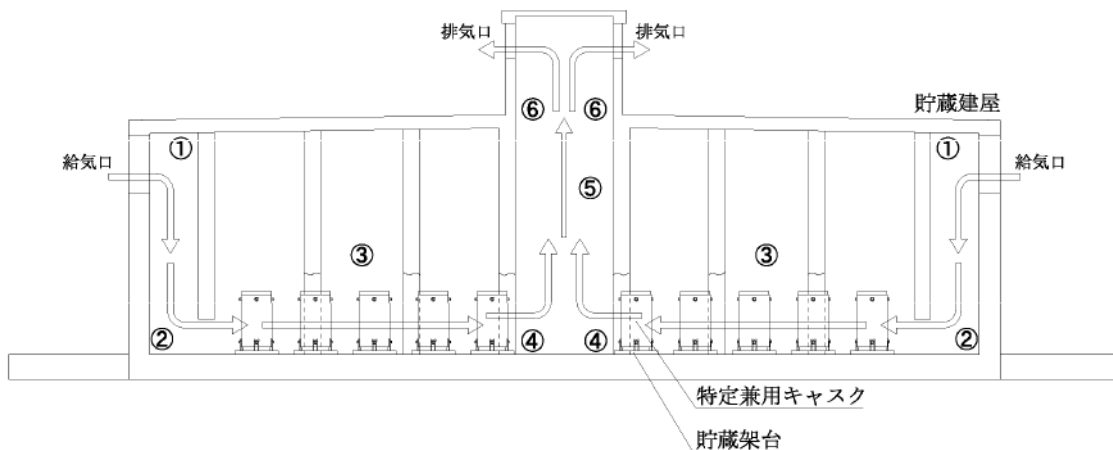 排気口 排気口
⑥ ⑥
貯蔵建屋
① ①
給気口 給気口
⑤
③ ③
② ④ ④ ②
特定兼用キャスク
貯蔵架台